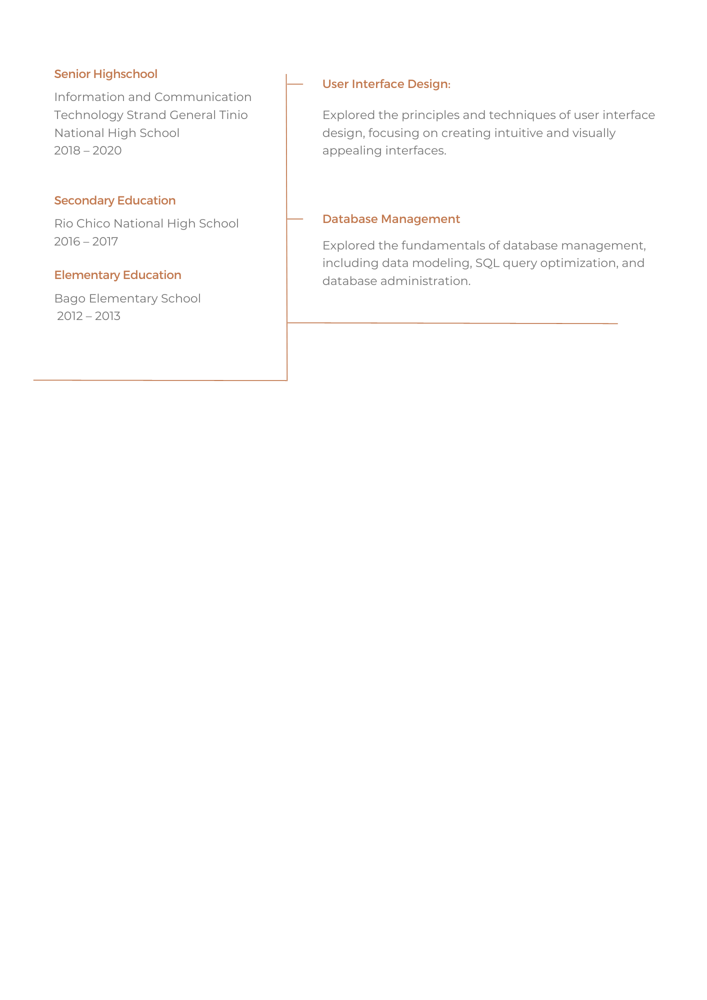 Senior Highschool
Information and Communication
Technology Strand General Tinio
National High School
2018 – 2020
Secondary Education
Rio Chico National High School
2016 – 2017
Elementary Education
Bago Elementary School
2012 – 2013
User Interface Design:
Explored the principles and techniques of user interface
design, focusing on creating intuitive and visually
appealing interfaces.
Database Management
Explored the fundamentals of database management,
including data modeling, SQL query optimization, and
database administration.